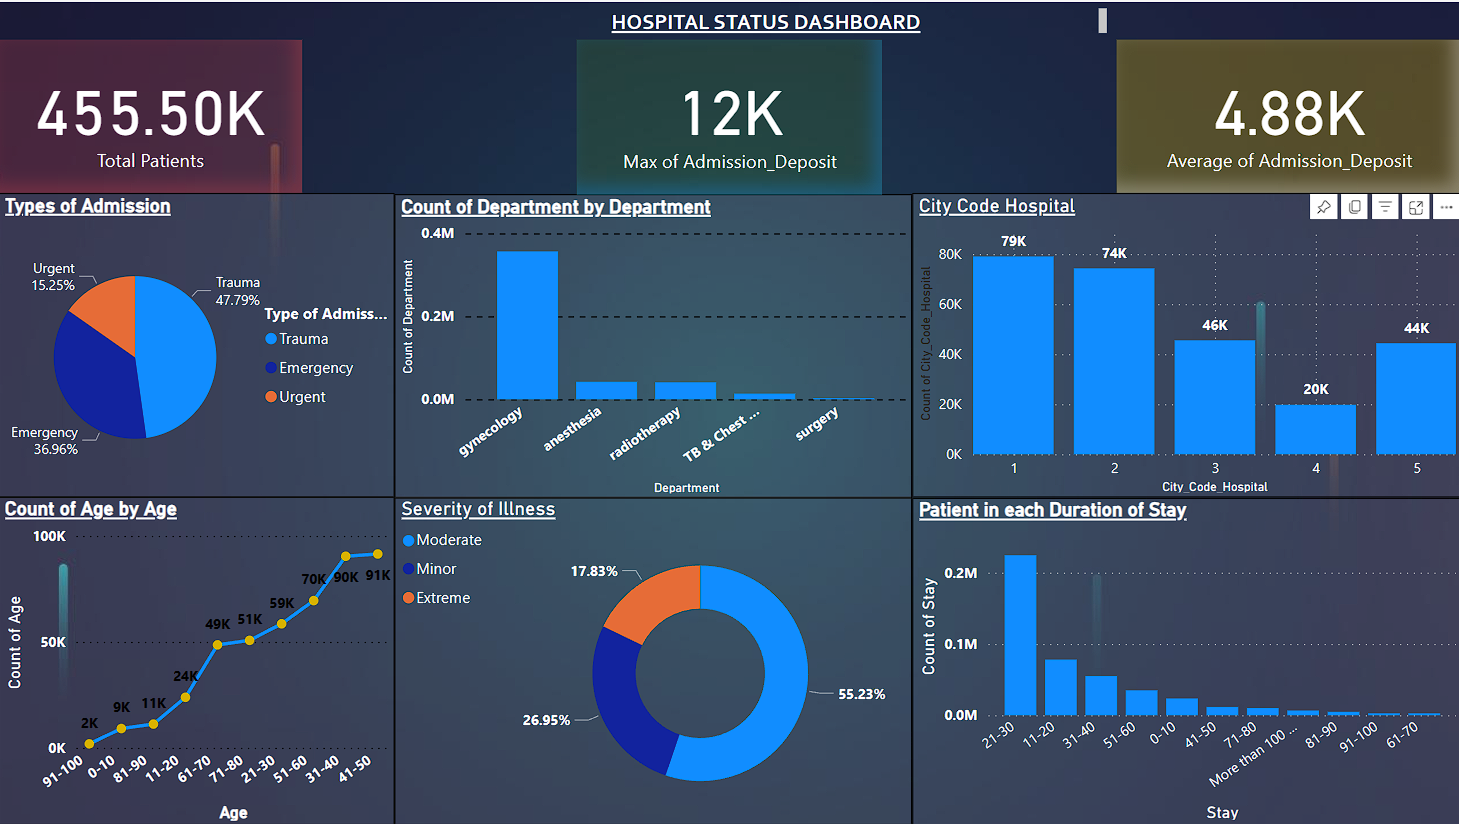 HOSPITAL STATUS DASHBOARD
455.50K
Total Patients
12K
Max of Admission_Deposit
4.88K
Average of Admission_Deposit
Types of Admission
Urgent
15.25%
Trauma
47.79%
Emergency
36.96%
Type of Admiss...
Trauma
Emergency
Urgent
Count of Department by Department
Count of Department
0.4M
0.2M
0.0M
gynecology
anesthesia
radiotherapy
TB & Chest ...
surgery
Department
City Code Hospital
Count of City_Code_Hospital
80K
60K
40K
20K
0K
79K
74K
46K
20K
44K
1
2
3
4
5
City_Code_Hospital
Count of Age by Age
Count of Age
100K
50K
0K
2K
9K
11K
24K
49K
51K
59K
70K
90K
91K
91-100
0-10
81-90
11-20
61-70
71-80
21-30
51-60
31-40
41-50
Age
Severity of Illness
Moderate
Minor
Extreme
17.83%
26.95%
55.23%
Patient in each Duration of Stay
Count of Stay
0.2M
0.1M
0.0M
21-30
11-20
31-40
51-60
0-10
41-50
71-80
More than 100 ...
81-90
91-100
61-70
Stay